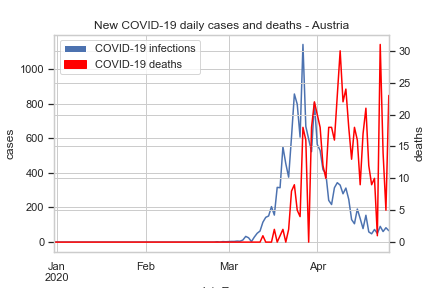 New COVID-19 daily cases and deaths - Austria
COVID-19 infections
COVID-19 deaths
cases
1000
800
600
400
200
0
deaths
30
25
20
15
10
5
0
Jan
2020
Feb
Mar
Apr